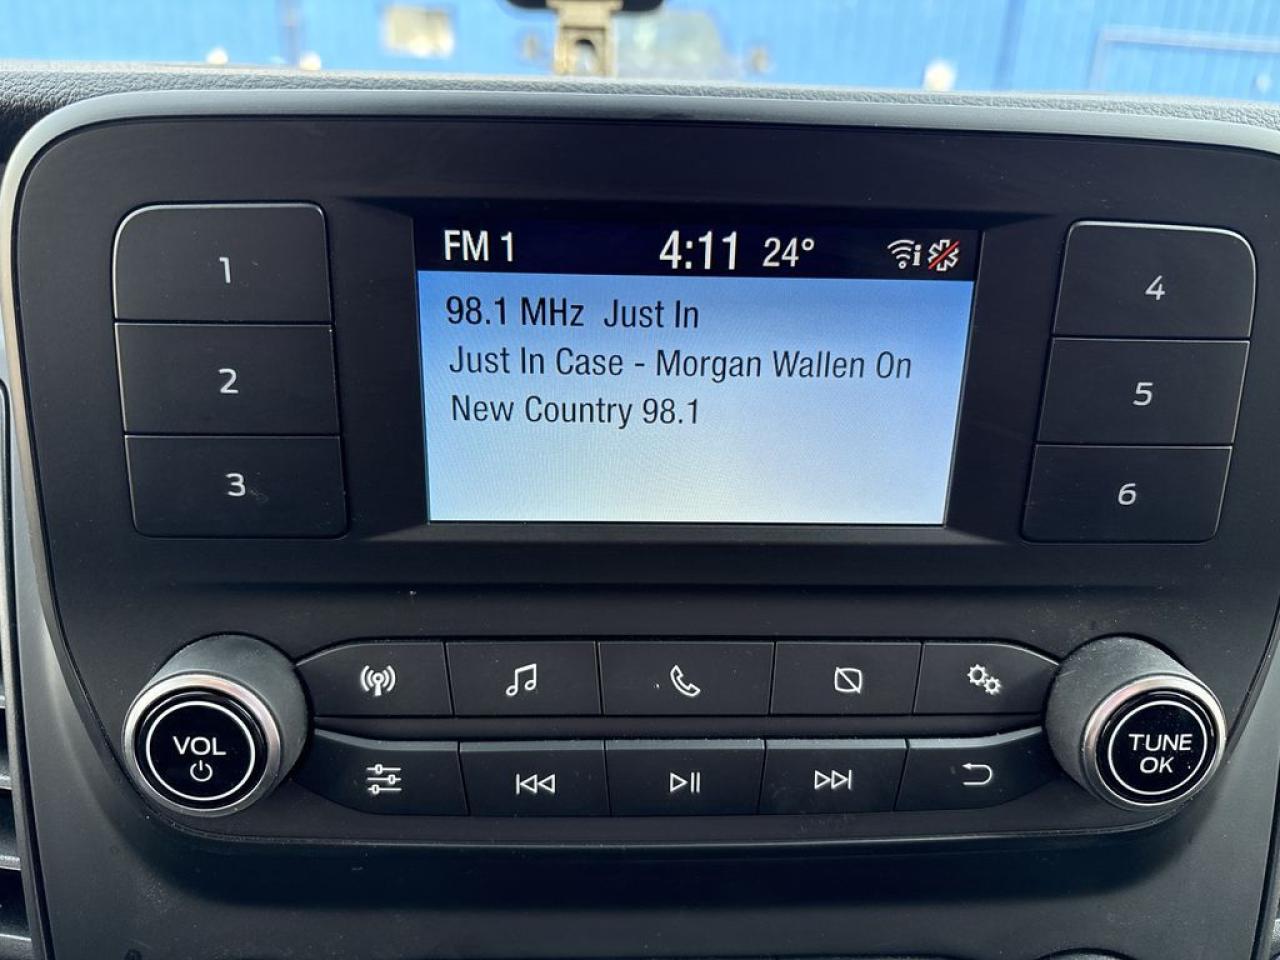 FM 1 4:11 24°
98.1 MHz Just In
Just In Case - Morgan Wallen On
New Country 98.1
1
2
3
4
5
6
VOL
TUNE
OK